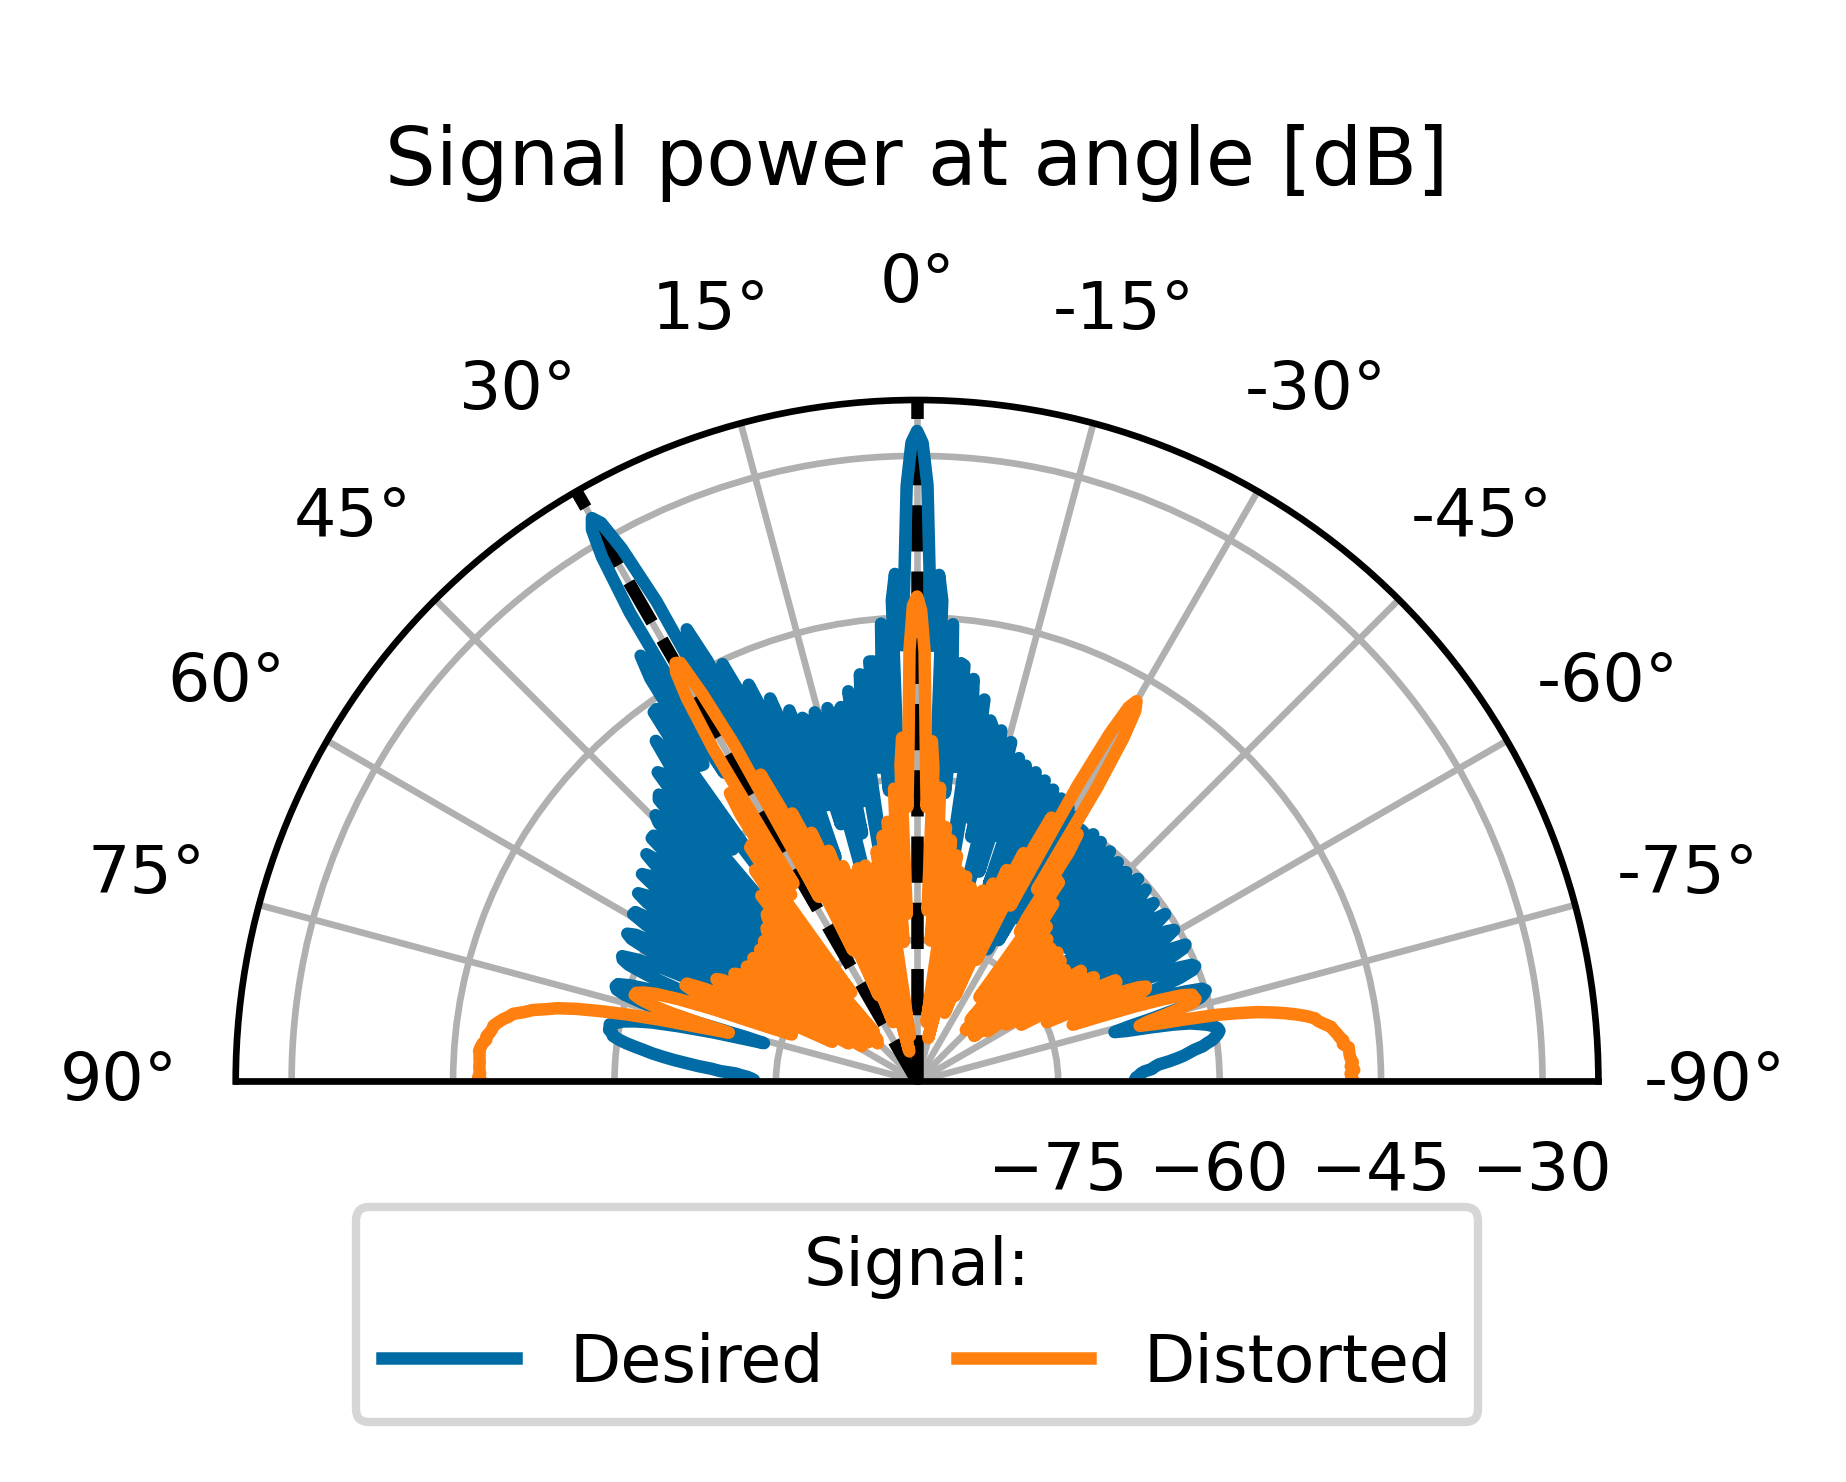 Signal power at angle [dB]
0°
15° -15°
30° -30°
45° -45°
60° -60°
75° -75°
90° -90°
−75 −60 −45 −30
Signal:
Desired Distorted